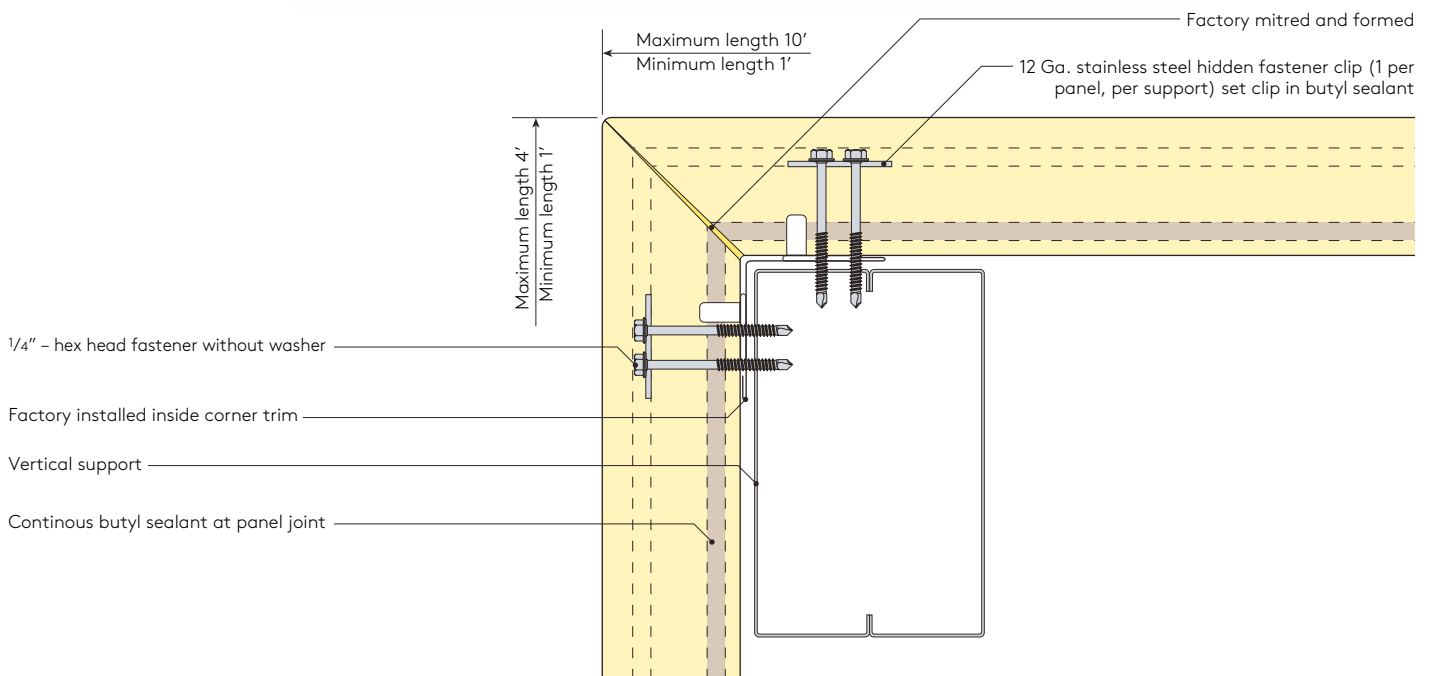 Factory mitred and formed
Maximum length 10′
Minimum length 1′
12 Ga. stainless steel hidden fastener clip (1 per
panel, per support) set clip in butyl sealant
Maximum length 4′
Minimum length 1′
1/4″ – hex head fastener without washer
Factory installed inside corner trim
Vertical support
Continous butyl sealant at panel joint